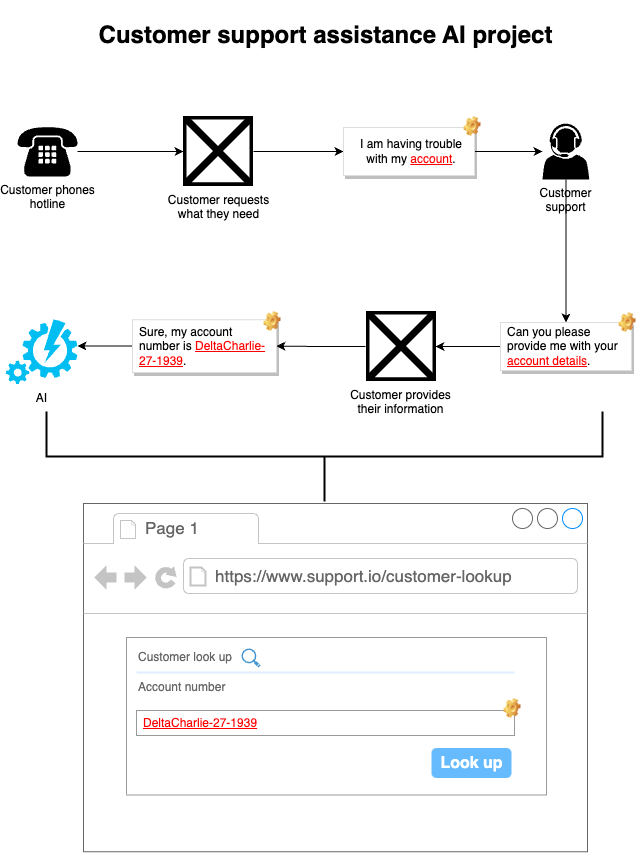 Customer support assistance AI project
Customer phones
hotline
Customer requests
what they need
I am having trouble
with my account.
Customer
support
Can you please
provide me with your
account details.
Customer provides
their information
Sure, my account
number is DeltaCharlie-
27-1939.
AI
Page 1
https://www.support.io/customer-lookup
Customer look up
Account number
DeltaCharlie-27-1939
Look up